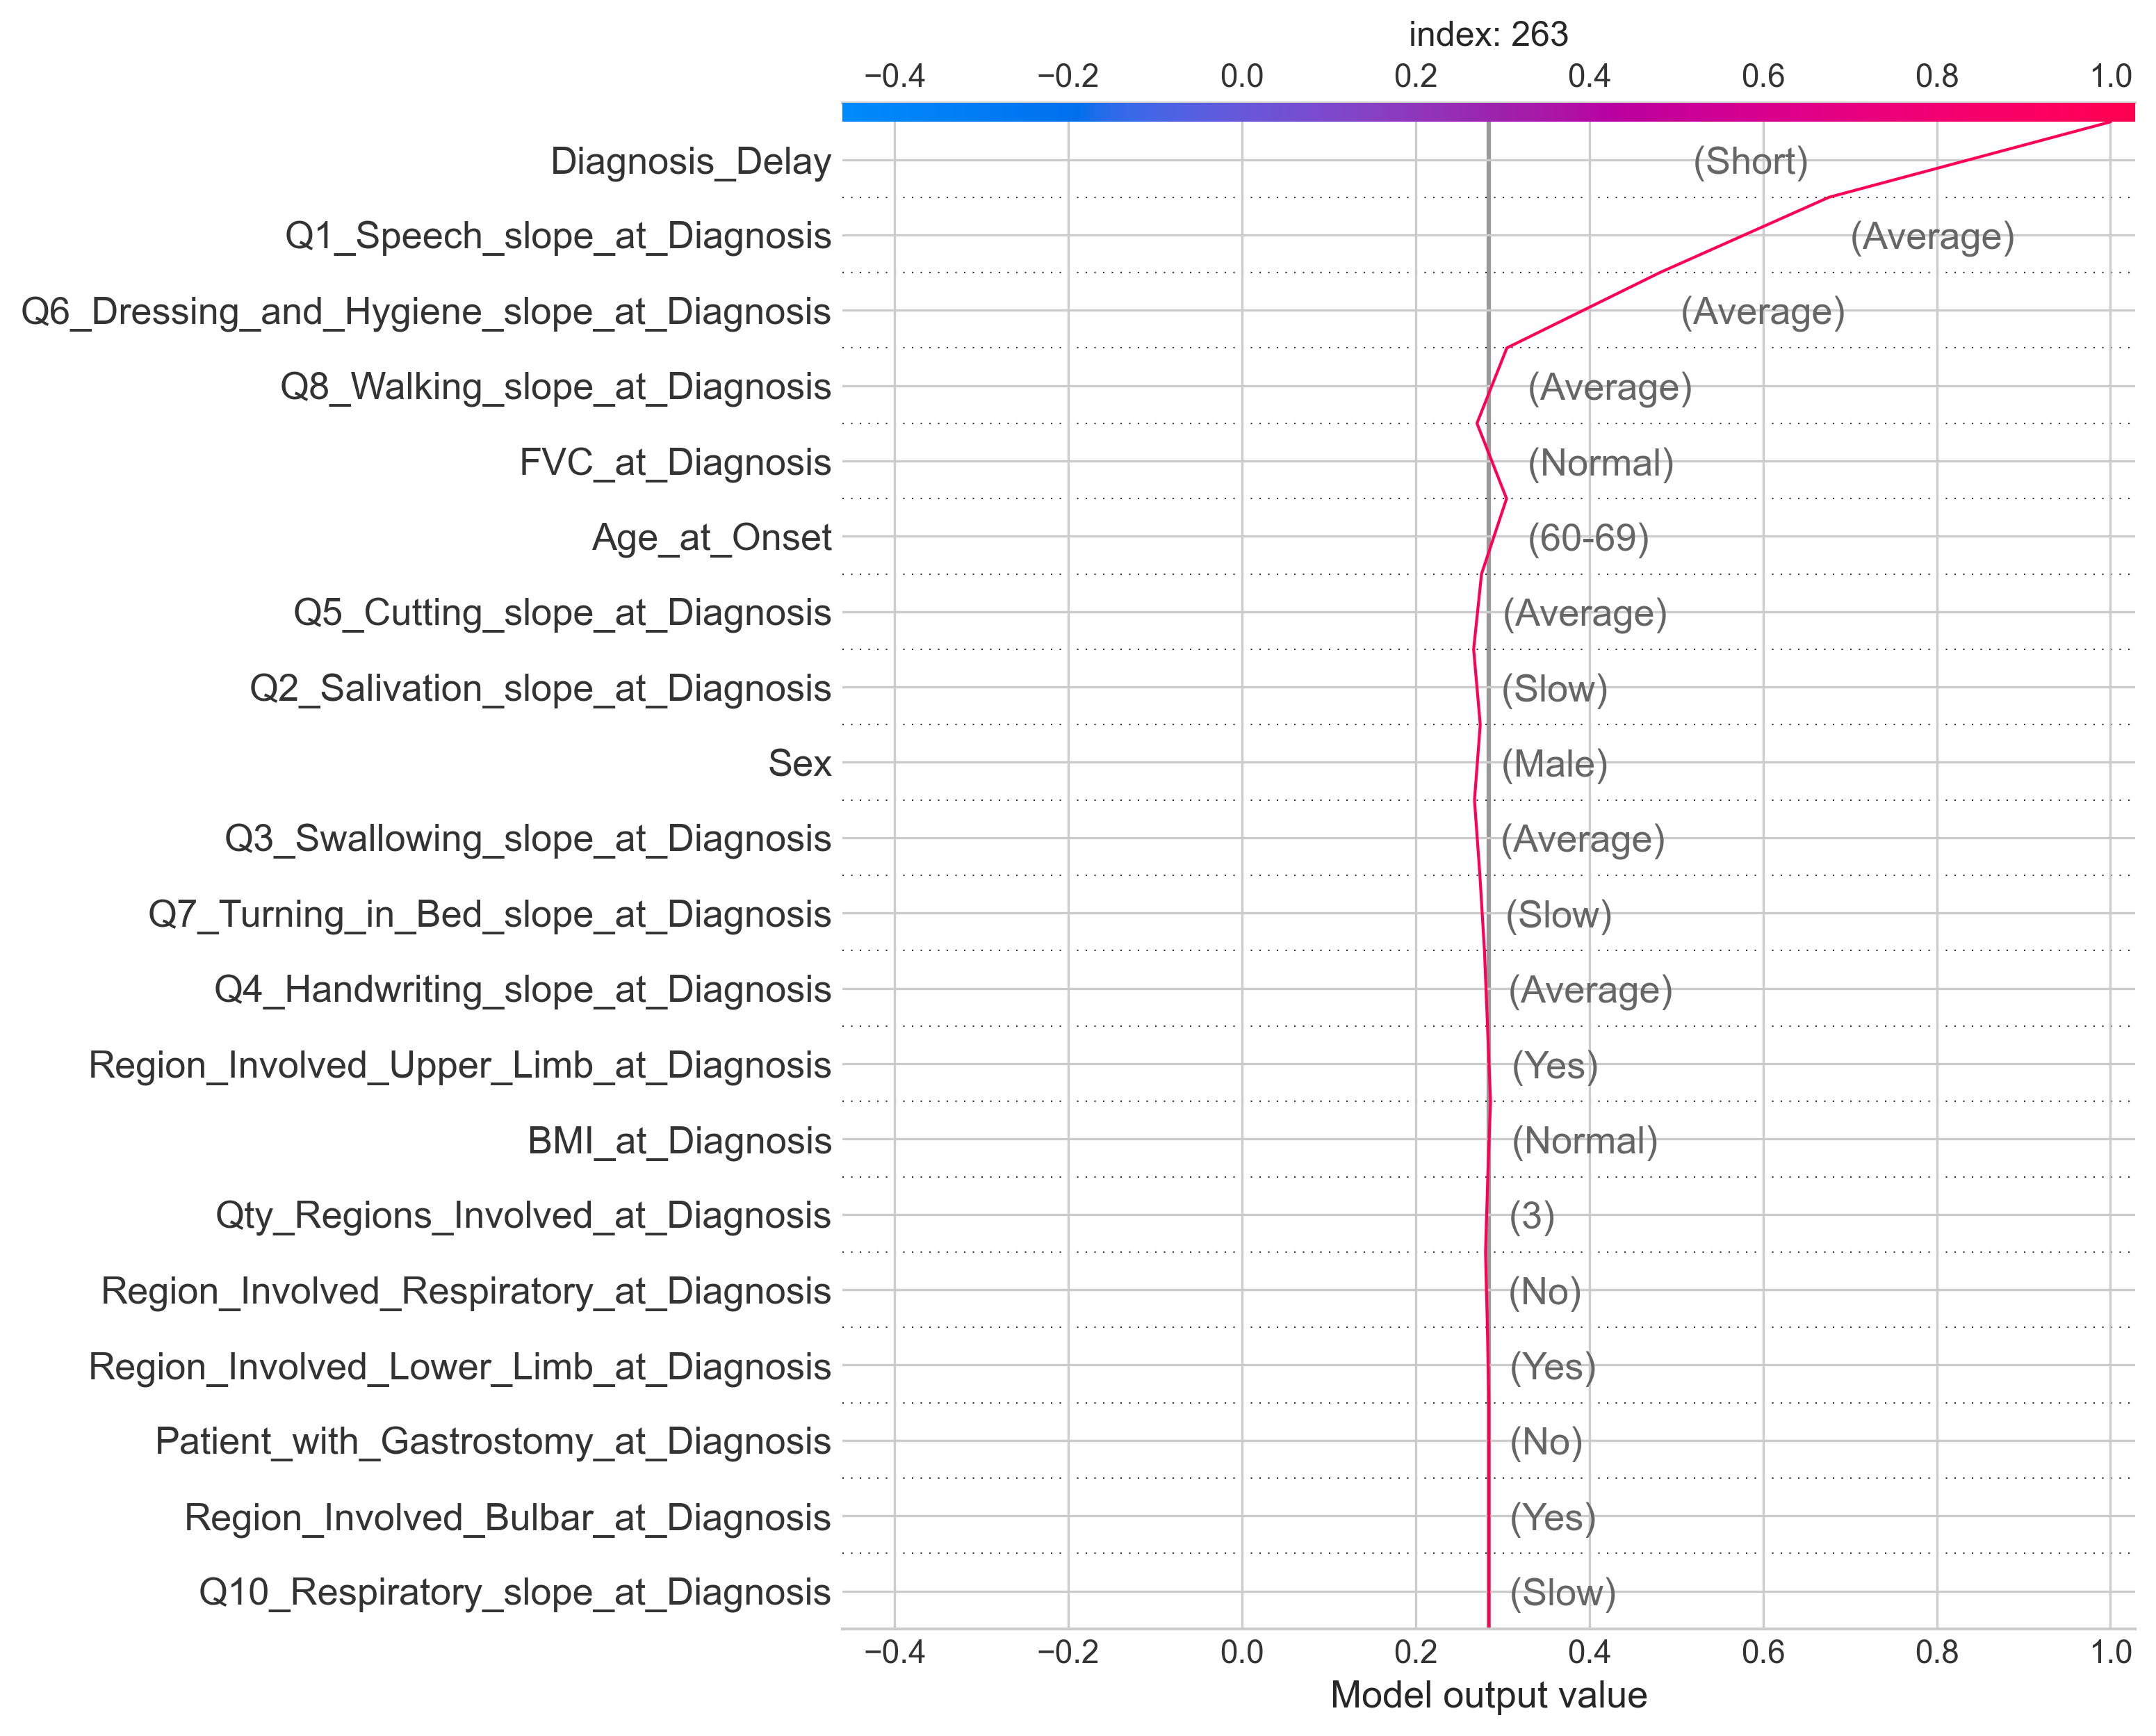 index: 263
−0.4 −0.2 0.0 0.2 0.4 0.6 0.8 1.0
Diagnosis_Delay (Short)
Q1_Speech_slope_at_Diagnosis (Average)
Q6_Dressing_and_Hygiene_slope_at_Diagnosis (Average)
Q8_Walking_slope_at_Diagnosis (Average)
FVC_at_Diagnosis (Normal)
Age_at_Onset (60-69)
Q5_Cutting_slope_at_Diagnosis (Average)
Q2_Salivation_slope_at_Diagnosis (Slow)
Sex (Male)
Q3_Swallowing_slope_at_Diagnosis (Average)
Q7_Turning_in_Bed_slope_at_Diagnosis (Slow)
Q4_Handwriting_slope_at_Diagnosis (Average)
Region_Involved_Upper_Limb_at_Diagnosis (Yes)
BMI_at_Diagnosis (Normal)
Qty_Regions_Involved_at_Diagnosis (3)
Region_Involved_Respiratory_at_Diagnosis (No)
Region_Involved_Lower_Limb_at_Diagnosis (Yes)
Patient_with_Gastrostomy_at_Diagnosis (No)
Region_Involved_Bulbar_at_Diagnosis (Yes)
Q10_Respiratory_slope_at_Diagnosis (Slow)
−0.4 −0.2 0.0 0.2 0.4 0.6 0.8 1.0
Model output value